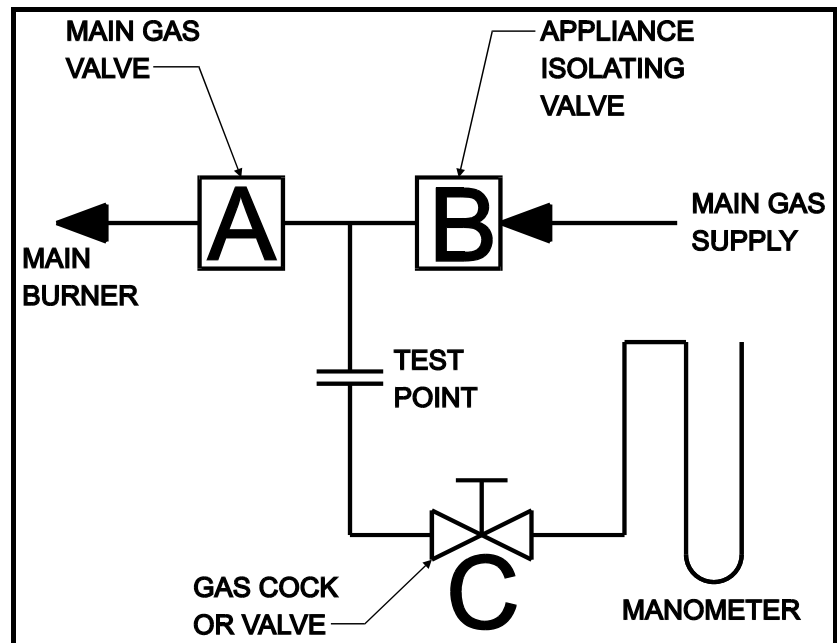 MAIN GAS
VALVE
APPLIANCE
ISOLATING
VALVE
A
B
MAIN GAS
SUPPLY
MAIN
BURNER
TEST
POINT
C
GAS COCK
OR VALVE
MANOMETER